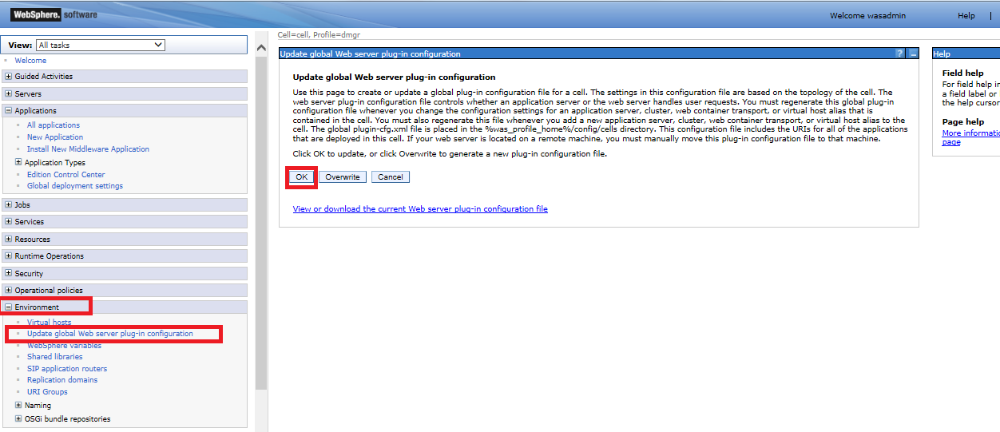 WebSphere. software
Welcome wasadmin
Help
View: All tasks
Welcome
Guided Activities
Servers
Applications
All applications
New Application
Install New Middleware Application
Application Types
Edition Control Center
Global deployment settings
Jobs
Services
Resources
Runtime Operations
Security
Operational policies
Environment
Virtual hosts
Update global Web server plug-in configuration
WebSphere variables
Shared libraries
SIP application routers
Replication domains
URI Groups
Naming
OSGi bundle repositories
Cell=cell, Profile=dmgr
Update global Web server plug-in configuration
?
Update global Web server plug-in configuration
Use this page to create or update a global plug-in configuration file for a cell. The settings in this configuration file are based on the topology of the cell. The
web server plug-in configuration file controls whether an application server or the web server handles user requests. You must regenerate this global plug-in
configuration file whenever you change the configuration settings for an application server, cluster, web container transport, or virtual host alias that is
contained in the cell. You must also regenerate this file whenever you add a new application server, cluster, web container transport, or virtual host alias to the
cell. The global plugin-cfg.xml file is placed in the %was_profile_home%/config/cells directory. This configuration file includes the URIs for all of the applications
that are deployed in this cell. If your web server is located on a remote machine, you must manually move this plug-in configuration file to that machine.
Click OK to update, or click Overwrite to generate a new plug-in configuration file.
OK
Overwrite
Cancel
View or download the current Web server plug-in configuration file
Help
Field help
For field help in
a field label or
the help cursor
Page help
More informatio
page